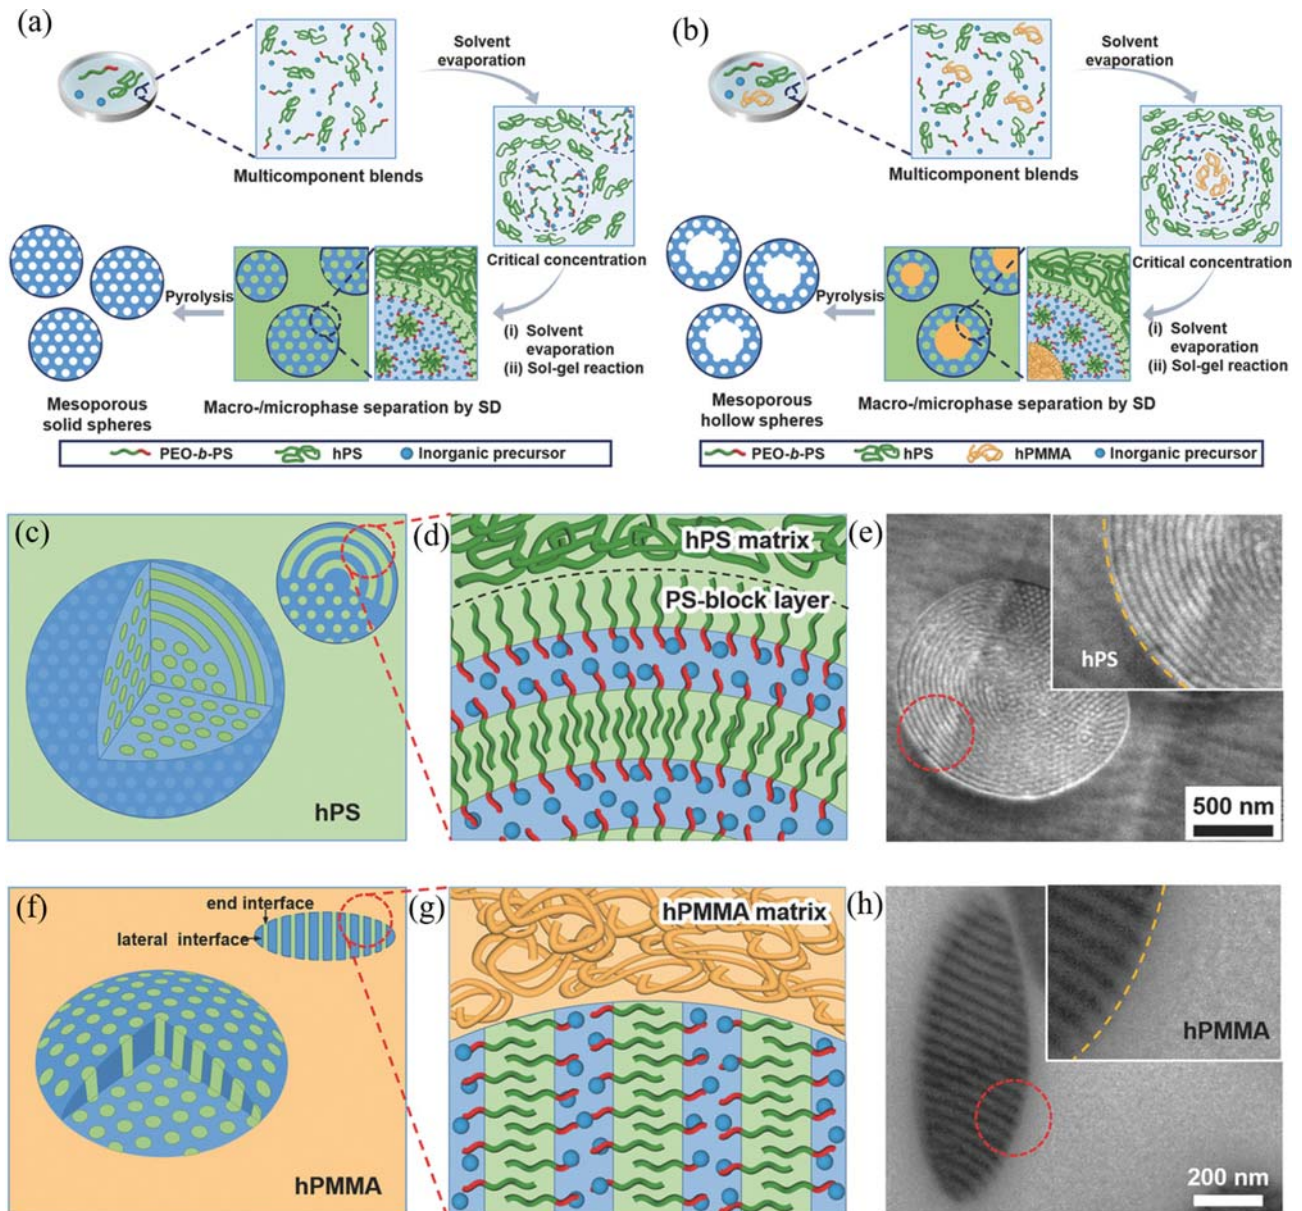 (a)
Solvent
evaporation
Multicomponent blends
Critical concentration
Pyrolysis
(i) Solvent
evaporation
(ii) Sol-gel reaction
Mesoporous
solid spheres
Macro-/microphase separation by SD
PEO-b-PS
hPS
Inorganic precursor
(b)
Solvent
evaporation
Multicomponent blends
Critical concentration
Pyrolysis
(i) Solvent
evaporation
(ii) Sol-gel reaction
Mesoporous
hollow spheres
Macro-/microphase separation by SD
PEO-b-PS
hPS
hPMMA
Inorganic precursor
(c)
hPS
(d)
hPS matrix
PS-block layer
(e)
hPS
500 nm
(f)
end interface
lateral interface
hPMMA
(g)
hPMMA matrix
(h)
hPMMA
200 nm